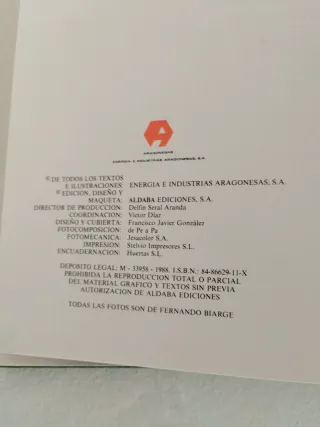 ARAGONESAS
ENERGIA E INDUSTRIAS ARAGONESAS, S.A.
© DE TODOS LOS TEXTOS
E ILUSTRACIONES: ENERGIA E INDUSTRIAS ARAGONESAS, S.A.
© EDICION, DISEÑO Y
MAQUETA: ALDABA EDICIONES, S.A.
DIRECTOR DE PRODUCCION: Delfín Seral Aranda
COORDINACION: Víctor Díaz
DISEÑO Y CUBIERTA: Francisco Javier González
FOTOCOMPOSICION: de Pe a Pa
FOTOMECANICA: Jesacolor S.A.
IMPRESION: Stelvio Impresores S.L.
ENCUADERNACION: Huertas S.L.
DEPOSITO LEGAL: M - 33956 - 1988. I.S.B.N.: 84-86629-11-X
PROHIBIDA LA REPRODUCCION TOTAL O PARCIAL
DEL MATERIAL GRAFICO Y TEXTOS SIN PREVIA
AUTORIZACION DE ALDABA EDICIONES
TODAS LAS FOTOS SON DE FERNANDO BIARGE